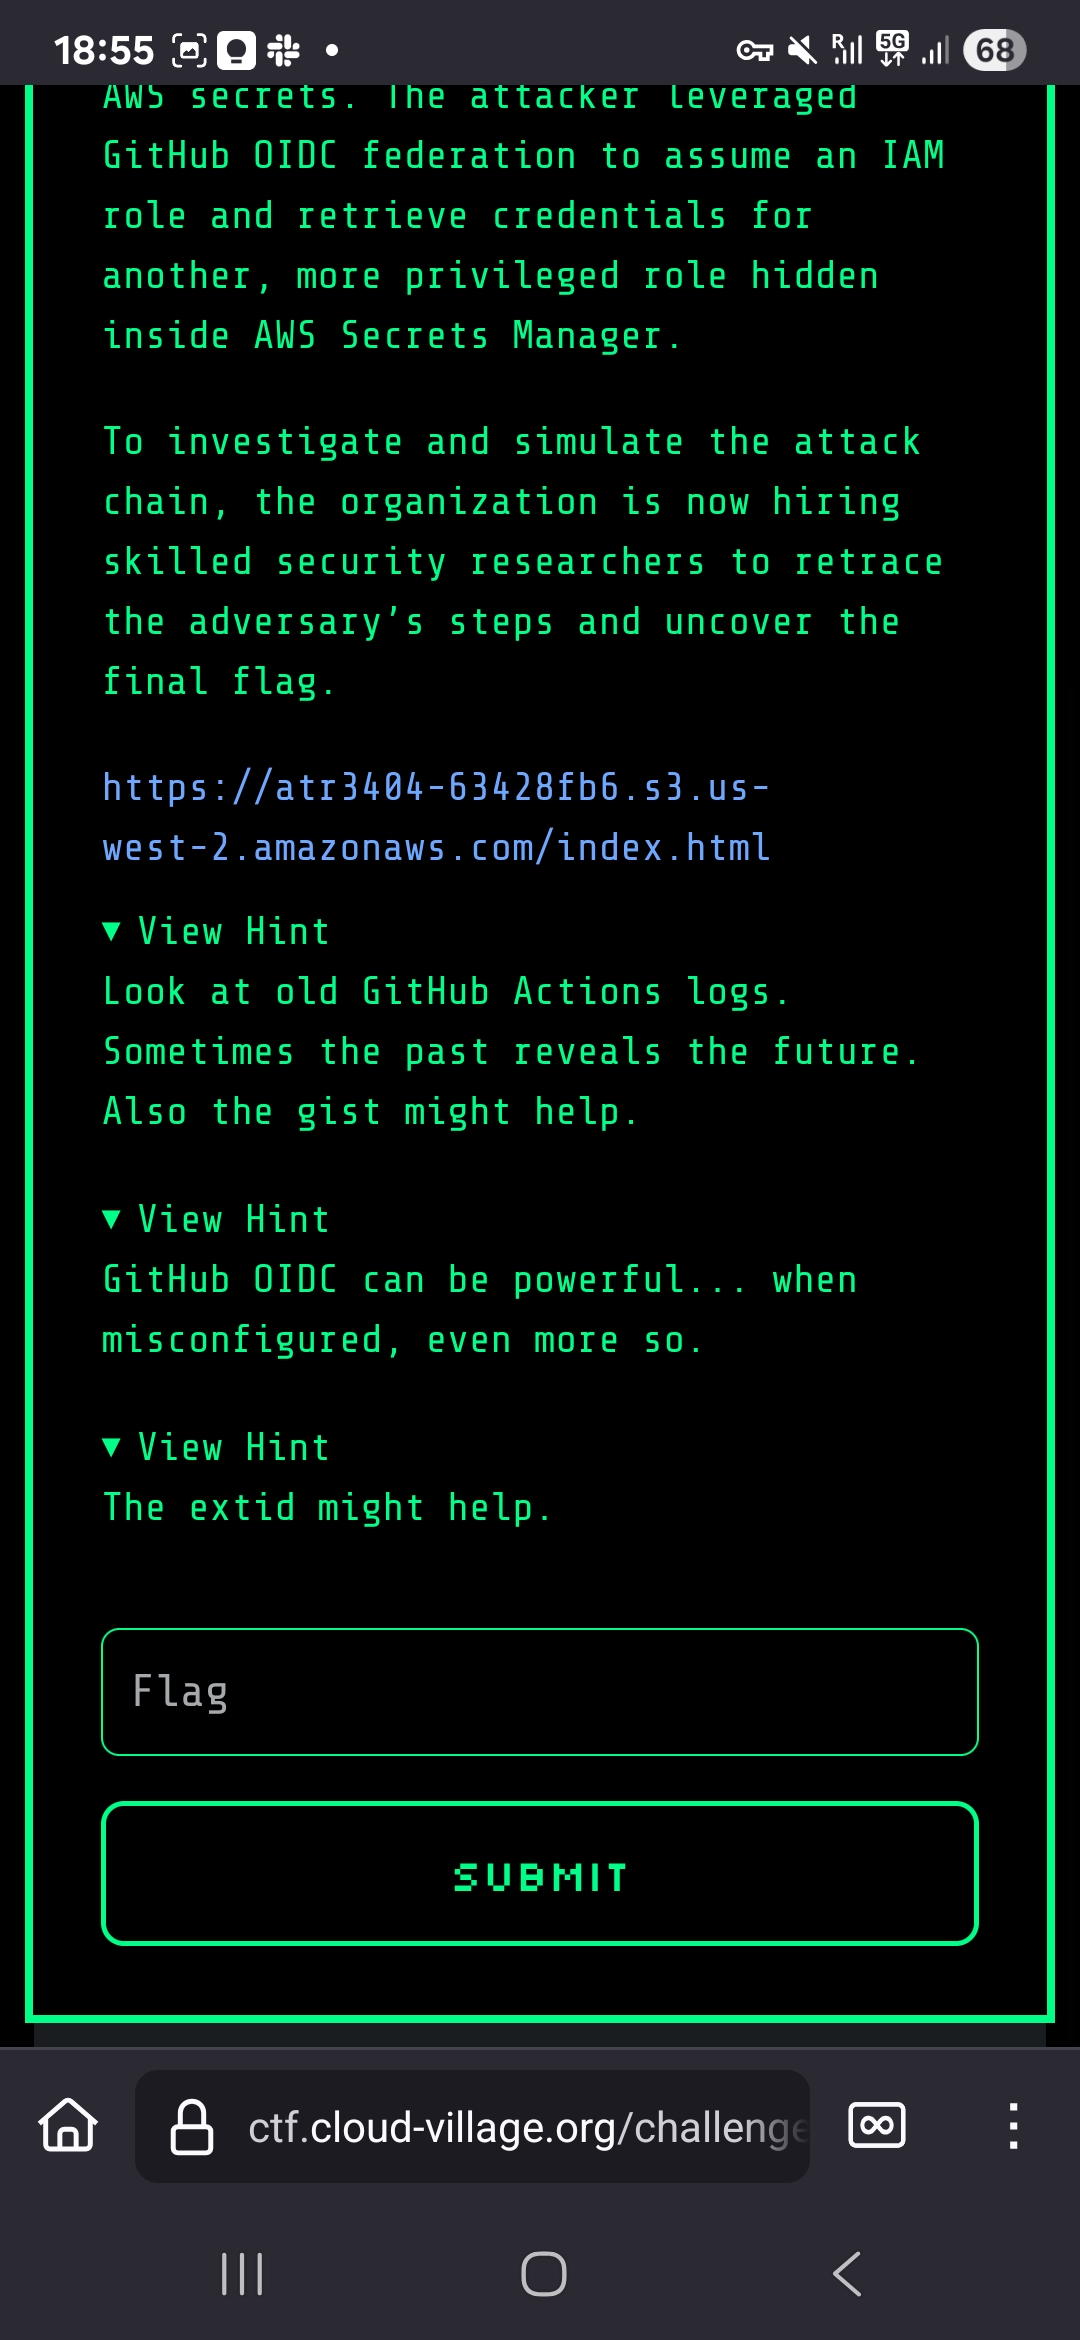 18:55
R
5G
68
AWS secrets. The attacker leveraged
GitHub OIDC federation to assume an IAM
role and retrieve credentials for
another, more privileged role hidden
inside AWS Secrets Manager.
To investigate and simulate the attack
chain, the organization is now hiring
skilled security researchers to retrace
the adversary’s steps and uncover the
final flag.
https://atr3404-63428fb6.s3.us-
west-2.amazonaws.com/index.html
▼ View Hint
Look at old GitHub Actions logs.
Sometimes the past reveals the future.
Also the gist might help.
▼ View Hint
GitHub OIDC can be powerful... when
misconfigured, even more so.
▼ View Hint
The extid might help.
Flag
SUBMIT
ctf.cloud-village.org/challenge